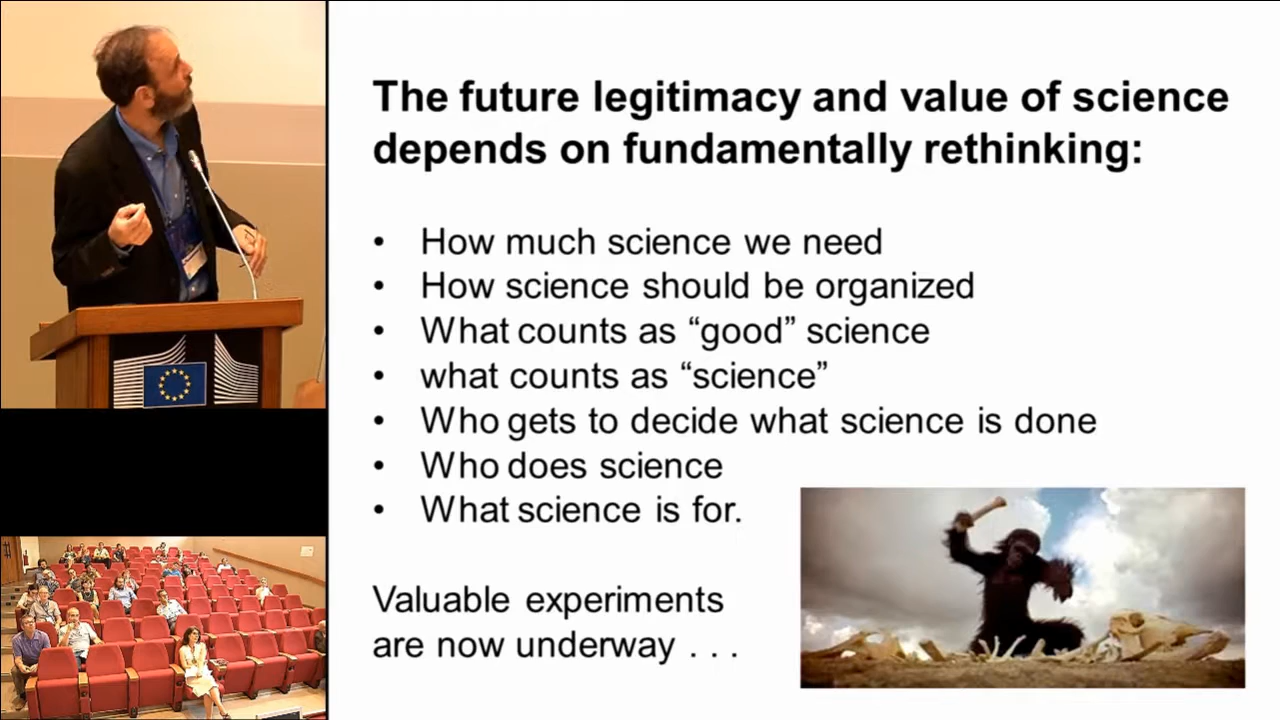 The future legitimacy and value of science
depends on fundamentally rethinking:
• How much science we need
• How science should be organized
• What counts as “good” science
• what counts as “science”
• Who gets to decide what science is done
• Who does science
• What science is for.
Valuable experiments
are now underway . . .